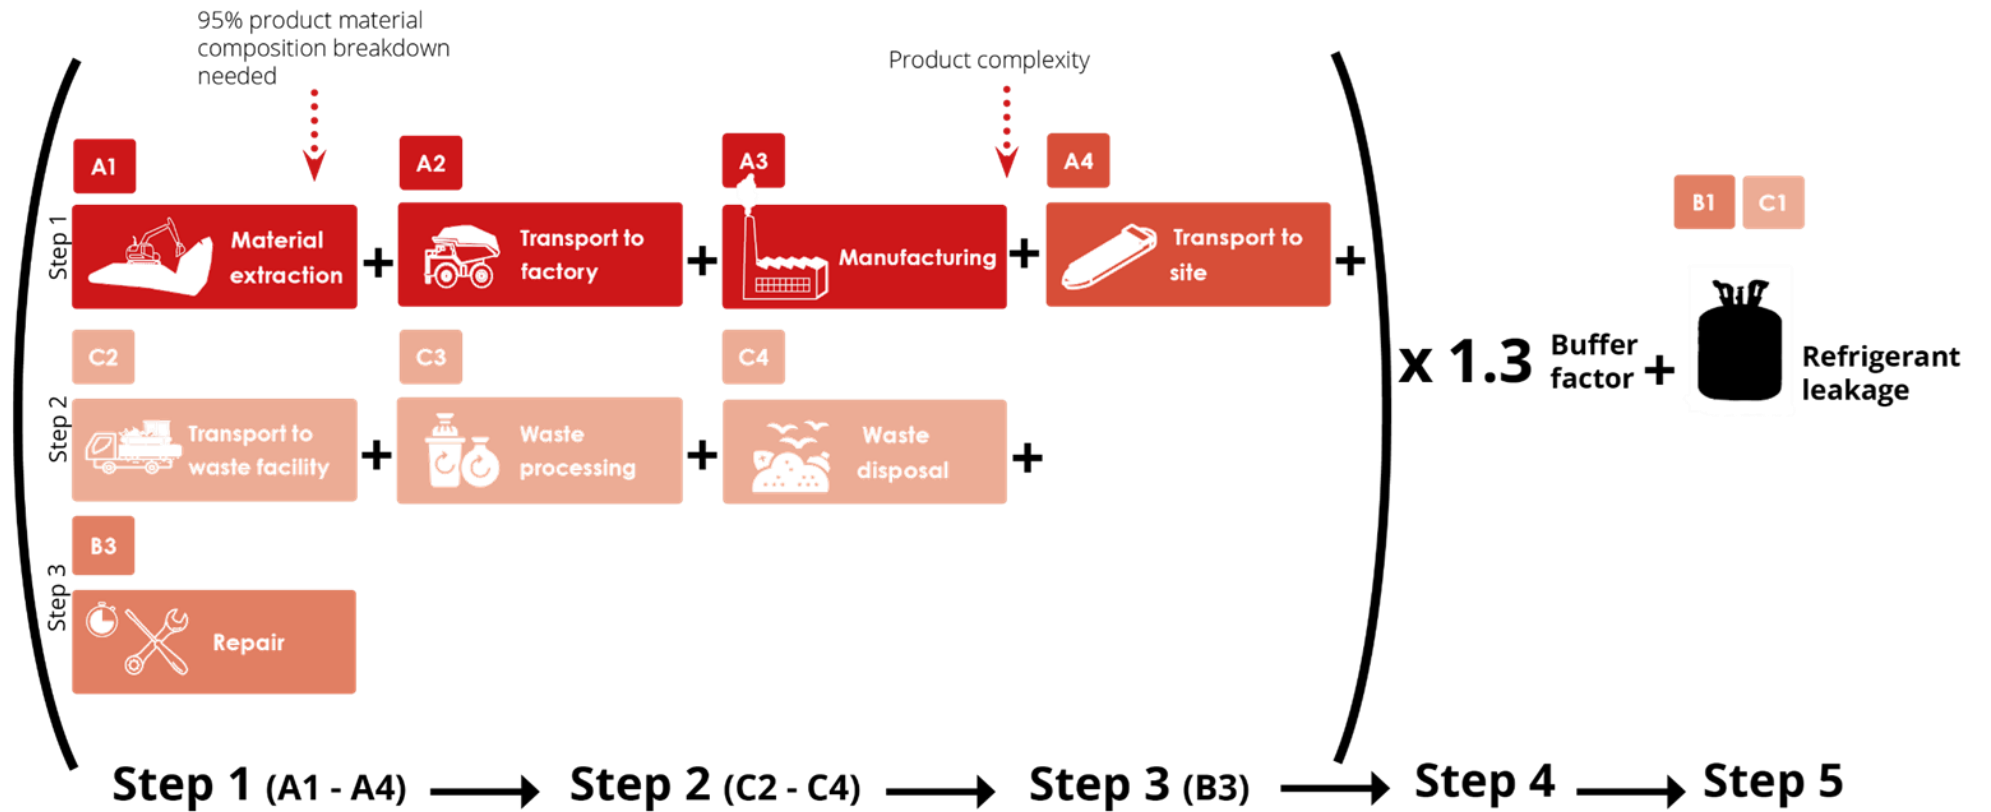 95% product material
composition breakdown
needed
Product complexity
Step 1
A1
Material
extraction
+
A2
Transport to
factory
+
A3
Manufacturing
+
A4
Transport to
site
+
Step 2
C2
Transport to
waste facility
+
C3
Waste
processing
+
C4
Waste
disposal
+
Step 3
B3
Repair
x 1.3
Buffer
factor
+
B1
C1
Refrigerant
leakage
Step 1 (A1 - A4)
Step 2 (C2 - C4)
Step 3 (B3)
Step 4
Step 5